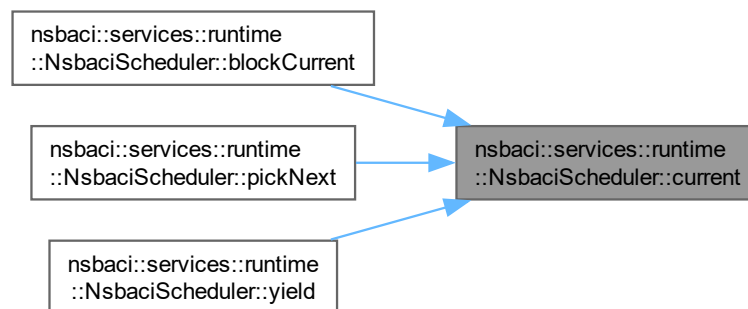 nsbaci::services::runtime
::NsbaciScheduler::blockCurrent
nsbaci::services::runtime
::NsbaciScheduler::pickNext
nsbaci::services::runtime
::NsbaciScheduler::yield
nsbaci::services::runtime
::NsbaciScheduler::current